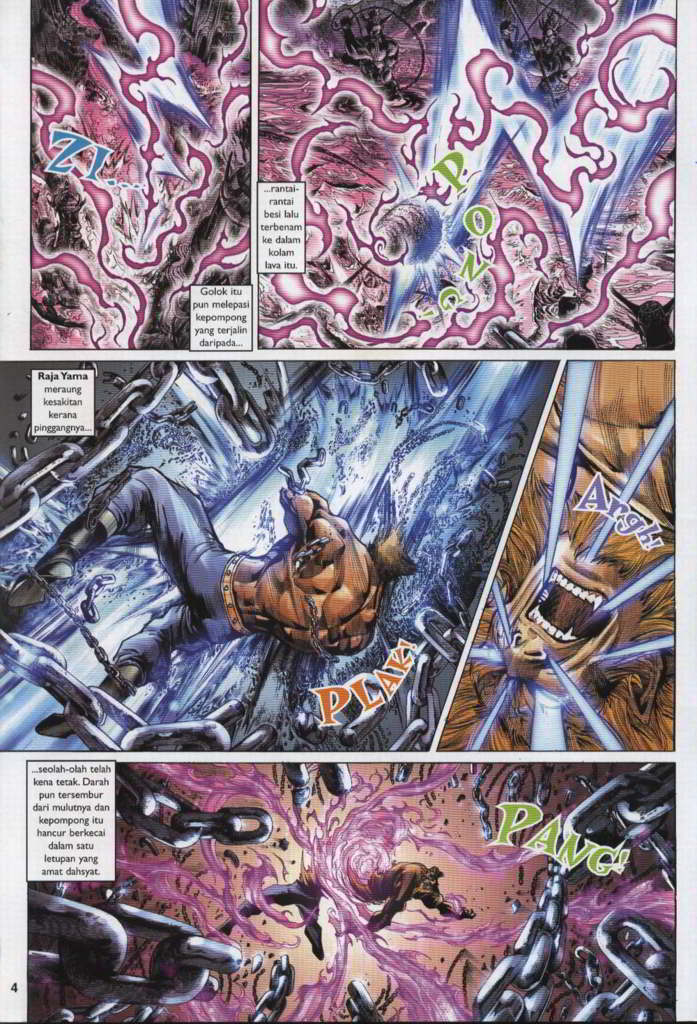 ZI...
Golok itu
pun melepasi
kepompong
yang terjalin
daripada...
...rantai-
rantai
besi lalu
terbenam
ke dalam
kolam
lava itu.
PONG!
Raja Yama
meraung
kesakitan
kerana
pinggangnya...
PLAK!
Argh!
...seolah-olah telah
kena tetak. Darah
pun tersembur
dari mulutnya dan
kepompong itu
hancur berkecai
dalam satu
letupan yang
amat dahsyat.
PANG!
4